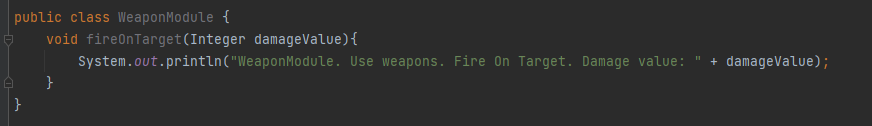 public class WeaponModule {
    void fireOnTarget(Integer damageValue){
        System.out.println("WeaponModule. Use weapons. Fire On Target. Damage value: " + damageValue);
    }
}